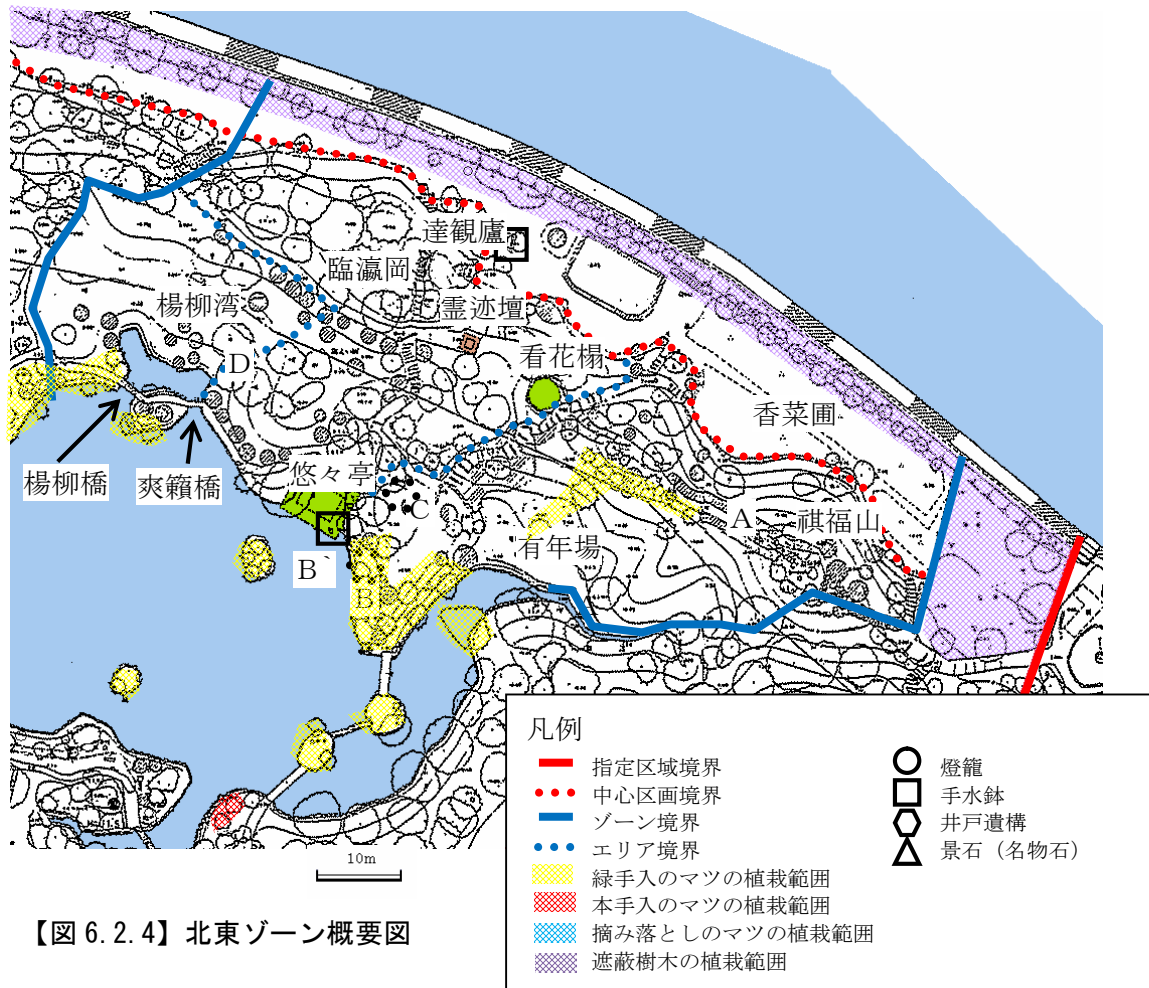 達観廬
臨瀛岡
楊柳湾
霊迹壇
看花榻
D
香菜圃
楊柳橋
爽籟橋
悠々亭
C
A
祺福山
有年場
B`
B
10m
凡例
指定区域境界
中心区画境界
ゾーン境界
エリア境界
緑手入のマツの植栽範囲
本手入のマツの植栽範囲
摘み落としのマツの植栽範囲
遮蔽樹木の植栽範囲
燈籠
手水鉢
井戸遺構
景石（名物石）
【図 6.2.4】北東ゾーン概要図